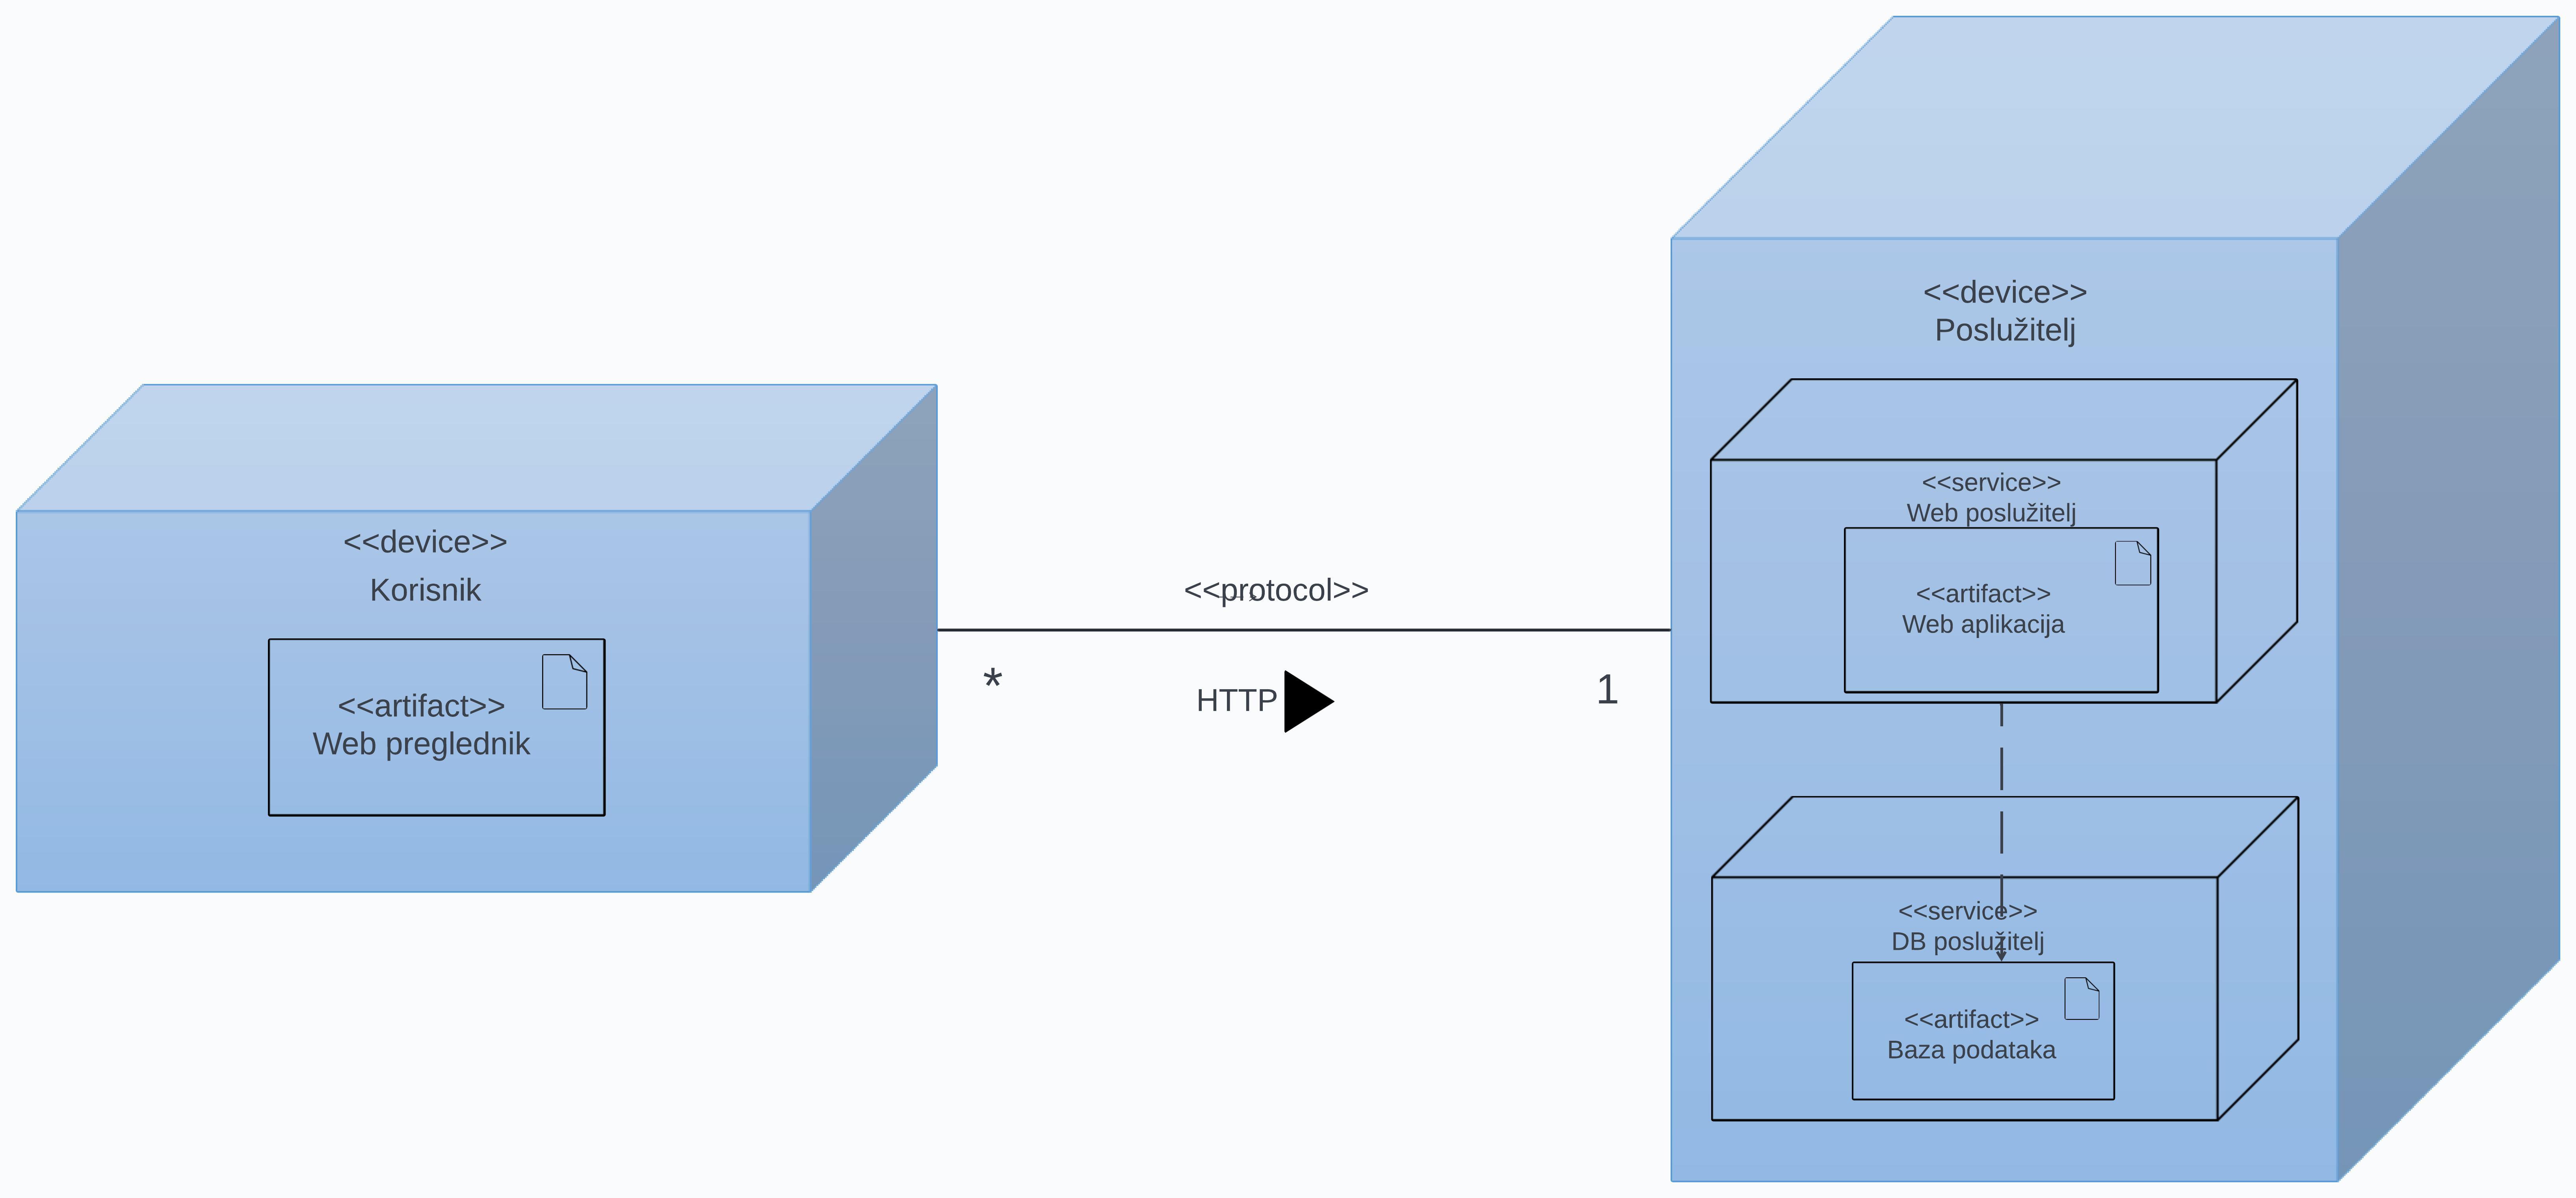 <<device>>
Korisnik
<<artifact>>
Web preglednik
<<protocol>>
*
HTTP
1
<<device>>
Poslužitelj
<<service>>
Web poslužitelj
<<artifact>>
Web aplikacija
<<service>>
DB poslužitelj
<<artifact>>
Baza podataka